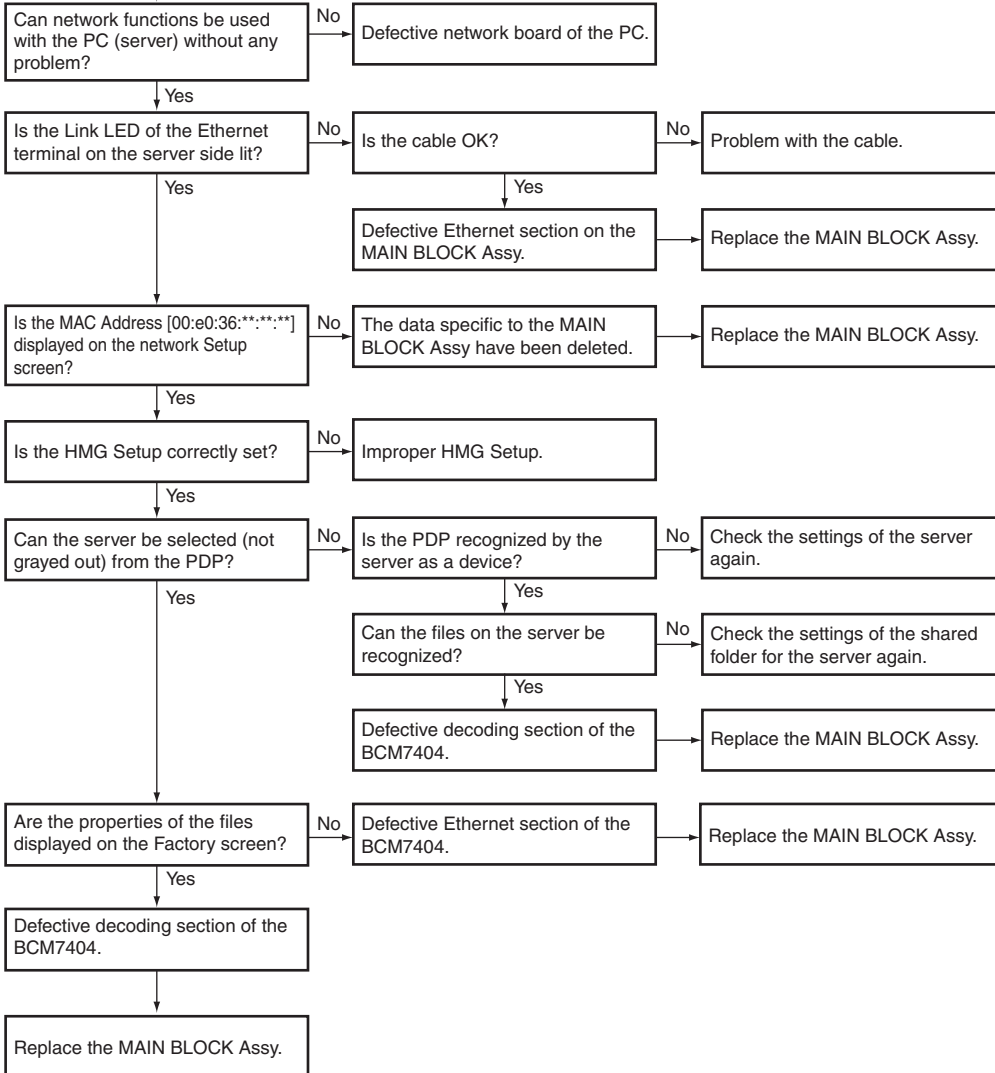 Can network functions be used
with the PC (server) without any
problem?
No
Defective network board of the PC.
Yes
Is the Link LED of the Ethernet
terminal on the server side lit?
No
Is the cable OK?
No
Problem with the cable.
Yes
Yes
Defective Ethernet section on the
MAIN BLOCK Assy.
Replace the MAIN BLOCK Assy.
Is the MAC Address [00:e0:36:**:**:**]
displayed on the network Setup
screen?
No
The data specific to the MAIN
BLOCK Assy have been deleted.
Replace the MAIN BLOCK Assy.
Yes
Is the HMG Setup correctly set?
No
Improper HMG Setup.
Yes
Can the server be selected (not
grayed out) from the PDP?
No
Is the PDP recognized by the
server as a device?
No
Check the settings of the server
again.
Yes
Yes
Can the files on the server be
recognized?
No
Check the settings of the shared
folder for the server again.
Yes
Defective decoding section of the
BCM7404.
Replace the MAIN BLOCK Assy.
Are the properties of the files
displayed on the Factory screen?
No
Defective Ethernet section of the
BCM7404.
Replace the MAIN BLOCK Assy.
Yes
Defective decoding section of the
BCM7404.
Replace the MAIN BLOCK Assy.